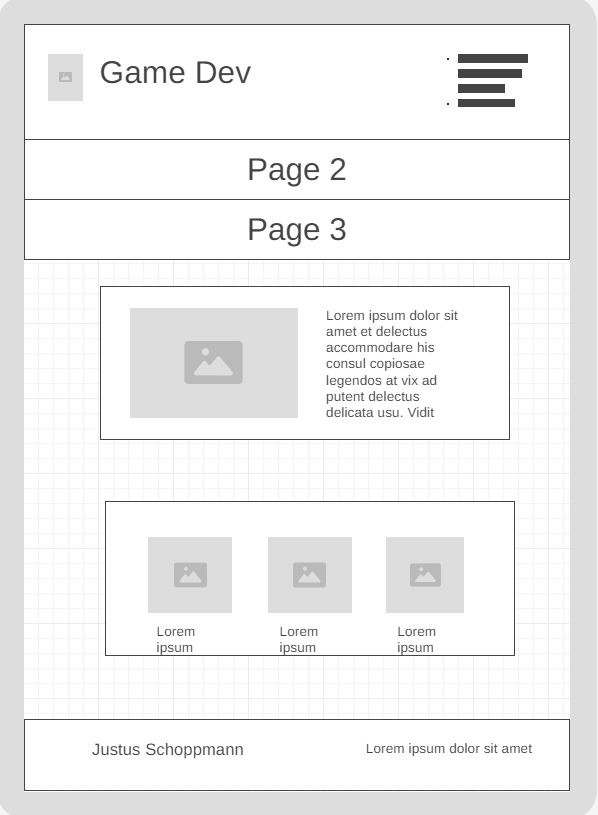 Game Dev
Page 2
Page 3
Lorem ipsum dolor sit
amet et delectus
accommodare his
consul copiosae
legendos at vix ad
putent delectus
delicata usu. Vidit
Lorem
ipsum
Lorem
ipsum
Lorem
ipsum
Justus Schoppmann
Lorem ipsum dolor sit amet